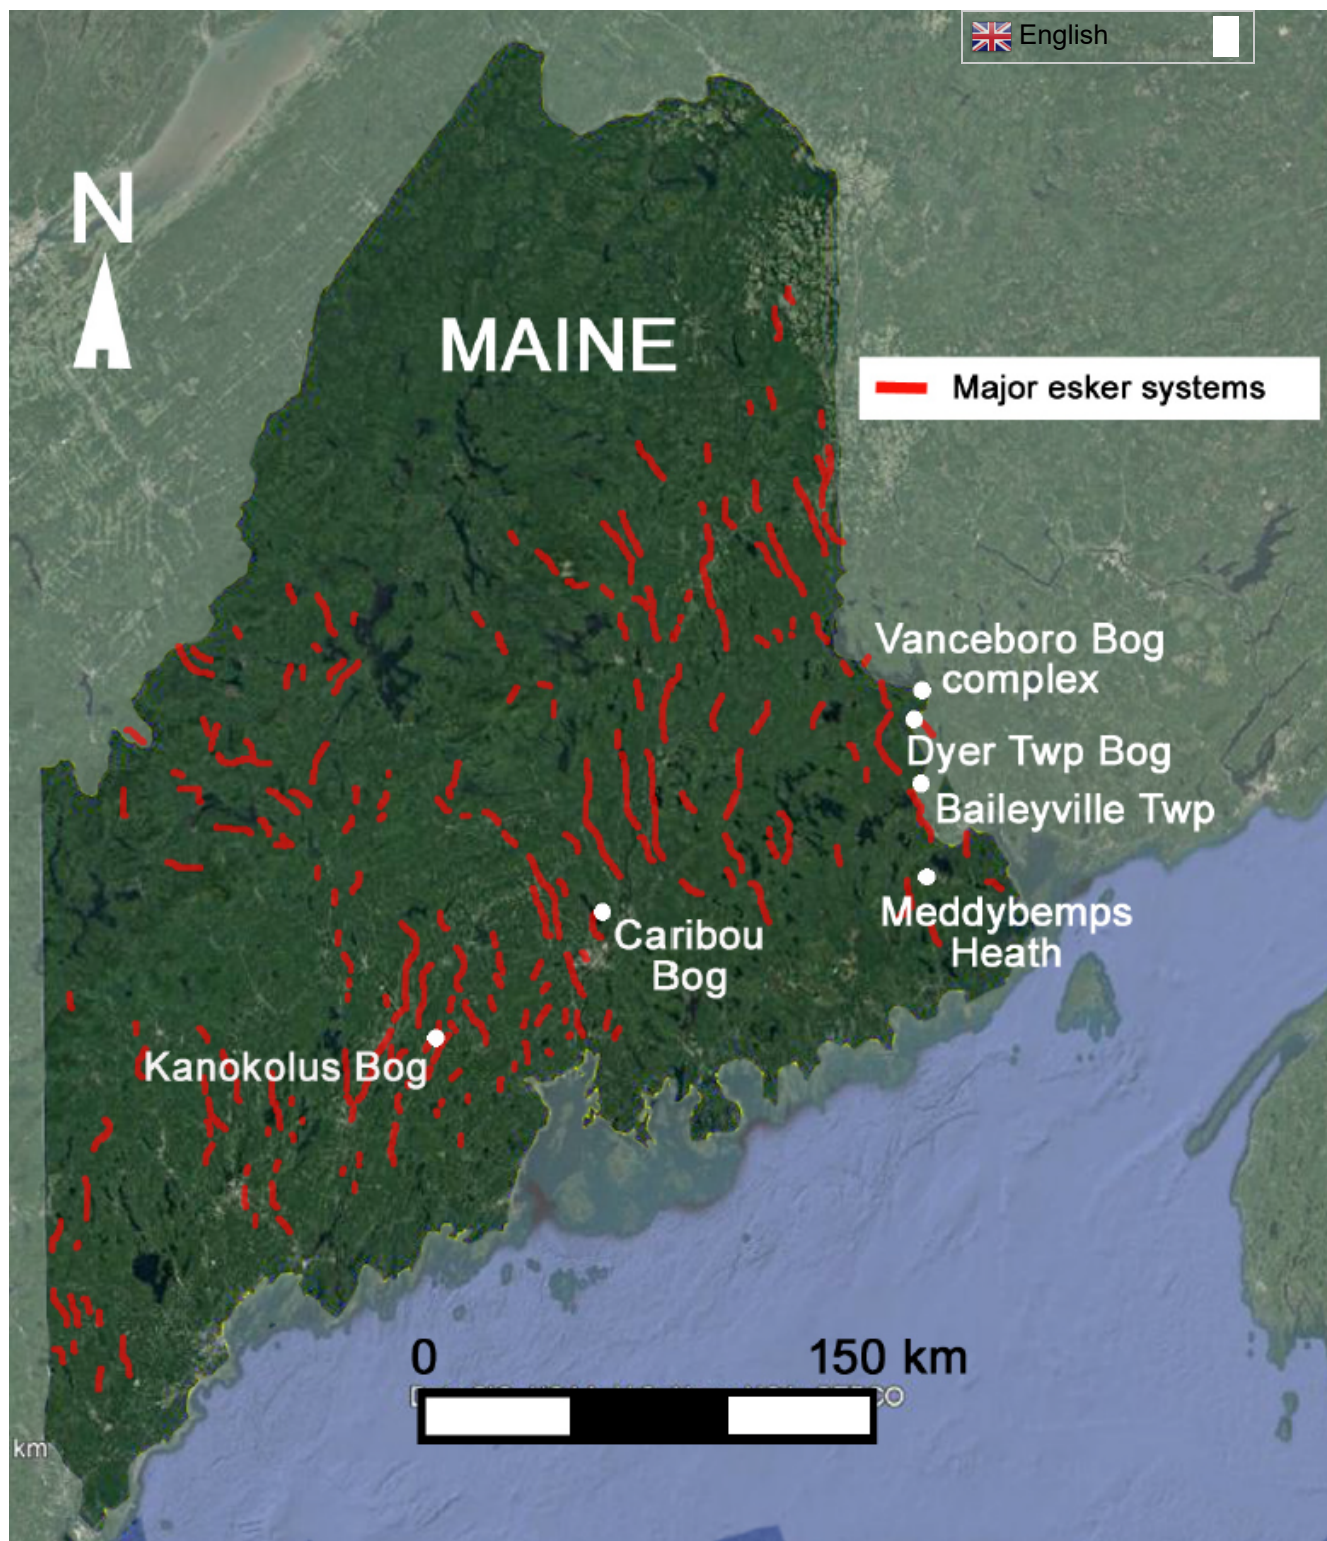 English
N
MAINE
Major esker systems
Vanceboro Bog
complex
Dyer Twp Bog
Baileyville Twp
Meddybemps
Heath
Caribou
Bog
Kanokolus Bog
0 150 km
km